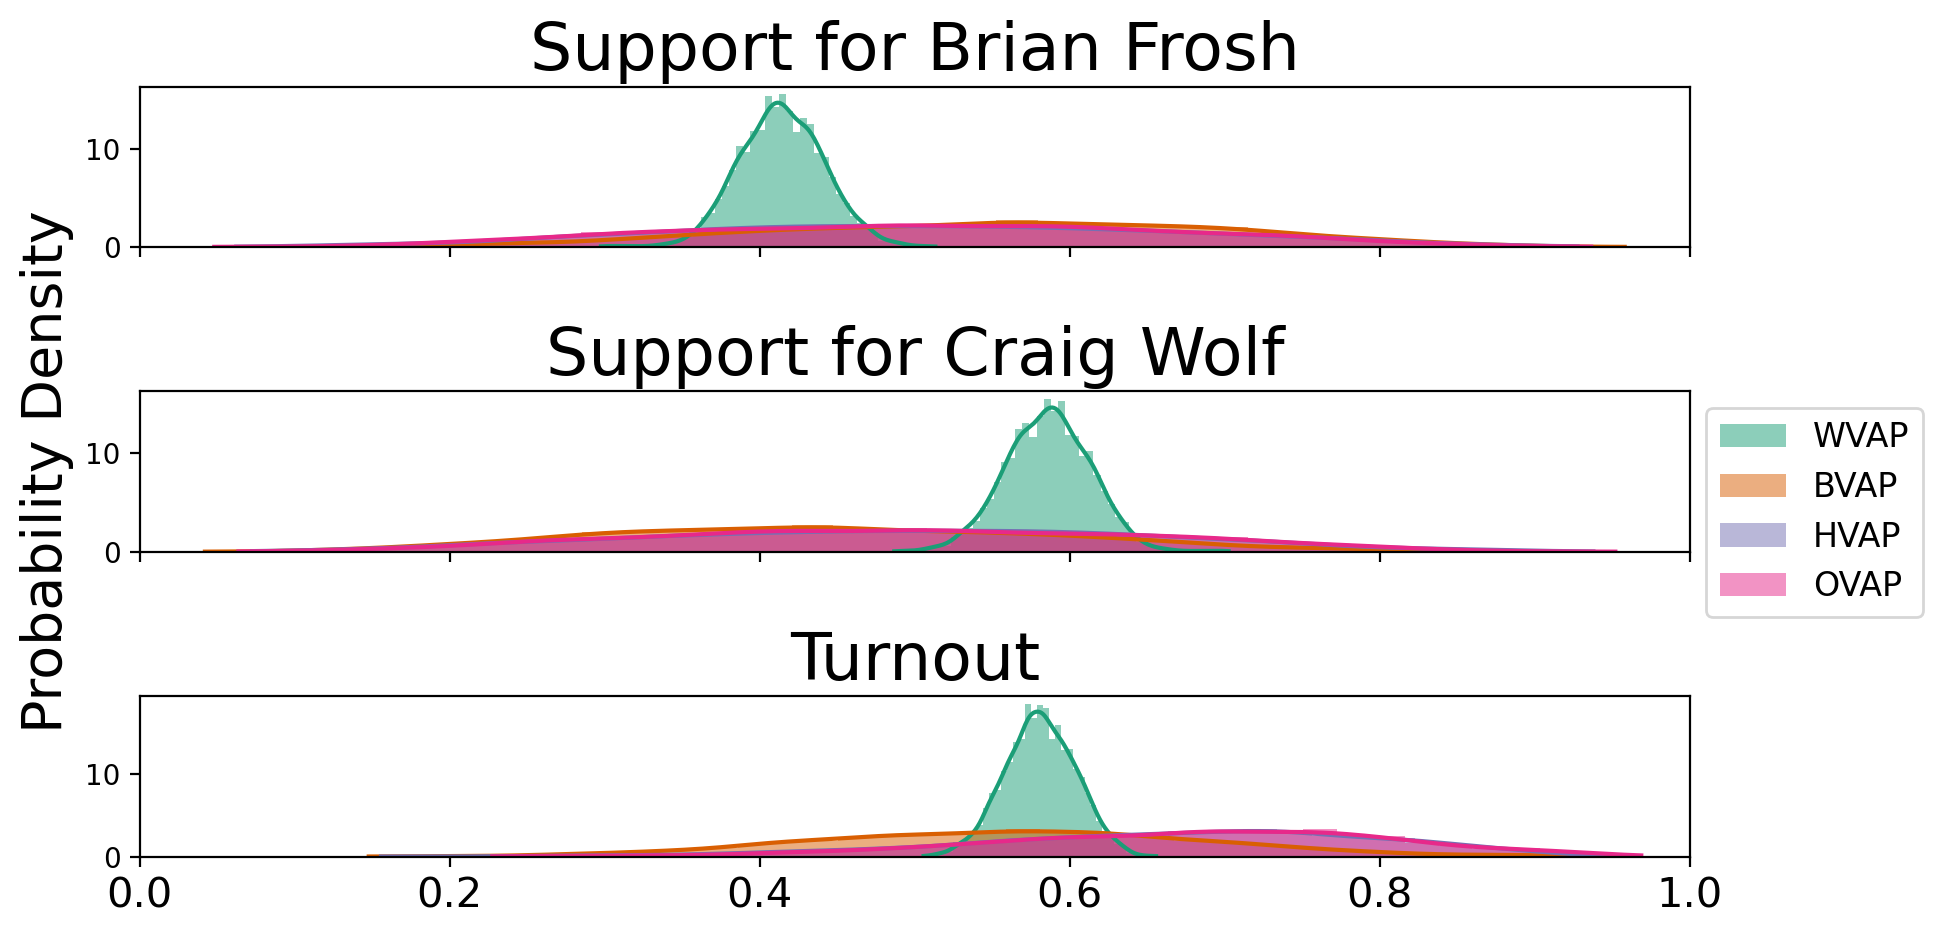 Support for Brian Frosh
10
0
Support for Craig Wolf
10
0
Probability Density
WVAP
BVAP
HVAP
OVAP
Turnout
10
0
0.0 0.2 0.4 0.6 0.8 1.0